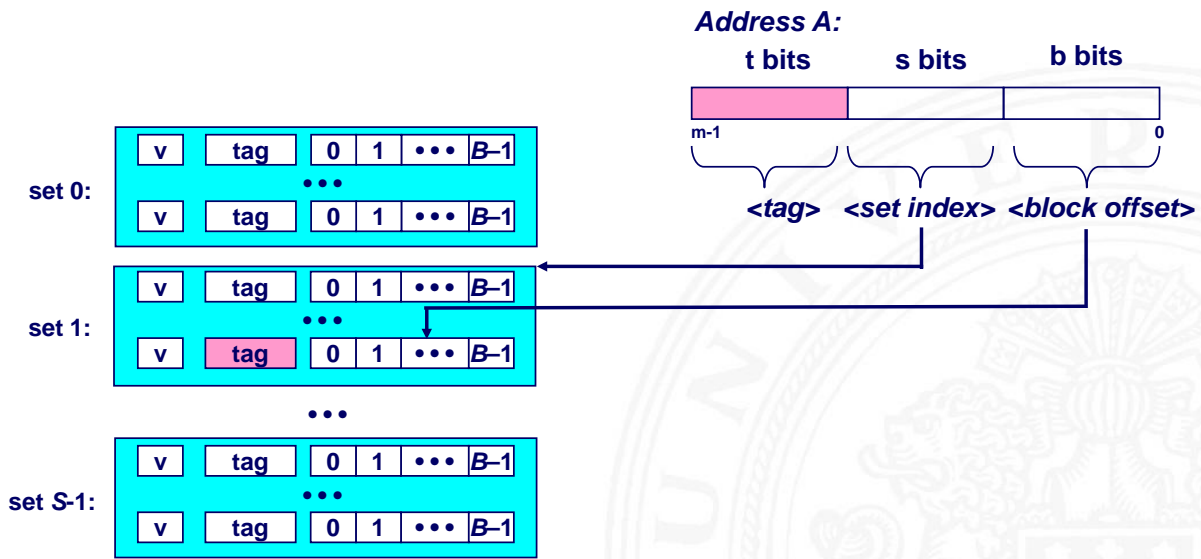 Address A:
t bits s bits b bits
m-1 0
<tag> <set index> <block offset>
set 0:
v tag 0 1 ••• B–1
•••
v tag 0 1 ••• B–1
set 1:
v tag 0 1 ••• B–1
•••
v tag 0 1 ••• B–1
•••
set S-1:
v tag 0 1 ••• B–1
•••
v tag 0 1 ••• B–1
U N I V E R